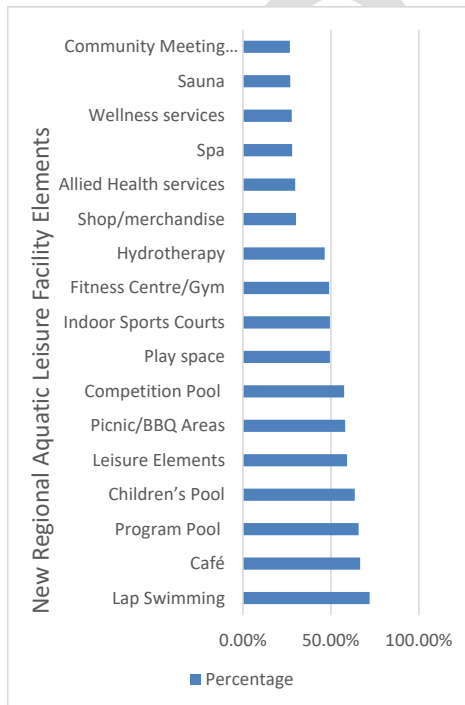 New Regional Aquatic Leisure Facility Elements
Community Meeting...
Sauna
Wellness services
Spa
Allied Health services
Shop/merchandise
Hydrotherapy
Fitness Centre/Gym
Indoor Sports Courts
Play space
Competition Pool
Picnic/BBQ Areas
Leisure Elements
Children’s Pool
Program Pool
Café
Lap Swimming
0.00% 50.00% 100.00%
Percentage